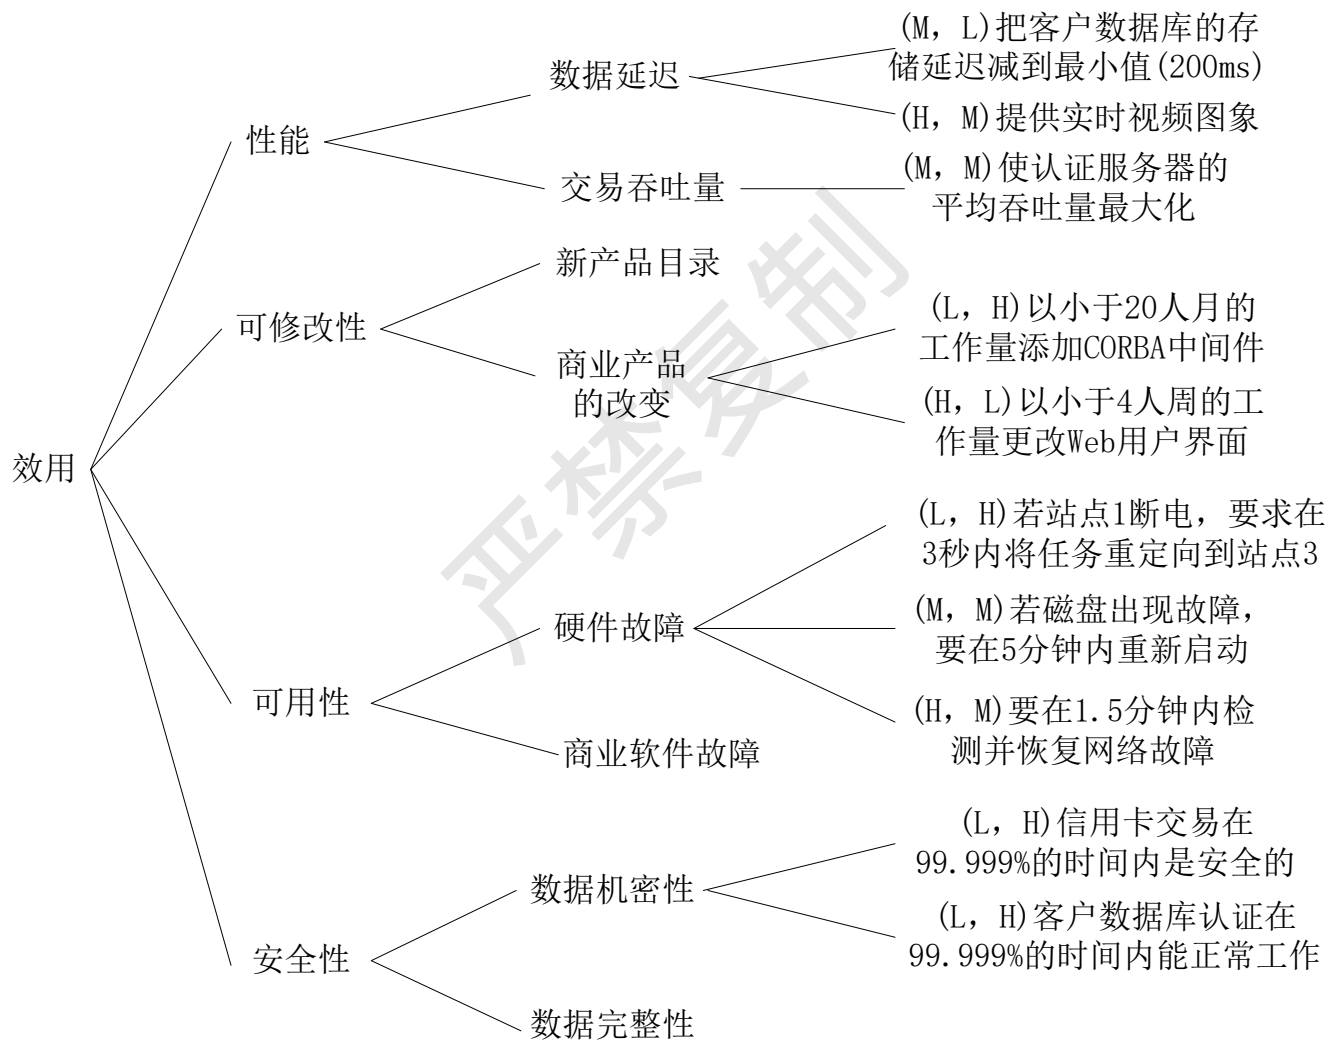 (M，L)把客户数据库的存
储延迟减到最小值(200ms)
数据延迟
(H，M)提供实时视频图象
性能
(M，M)使认证服务器的
平均吞吐量最大化
交易吞吐量
新产品目录
可修改性
(L，H)以小于20人月的
工作量添加CORBA中间件
商业产品
的改变
(H，L)以小于4人周的工
作量更改Web用户界面
效用
(L，H)若站点1断电，要求在
3秒内将任务重定向到站点3
硬件故障
(M，M)若磁盘出现故障，
要在5分钟内重新启动
可用性
(H，M)要在1.5分钟内检
测并恢复网络故障
商业软件故障
(L，H)信用卡交易在
99.999%的时间内是安全的
数据机密性
(L，H)客户数据库认证在
99.999%的时间内能正常工作
安全性
数据完整性
严禁复制